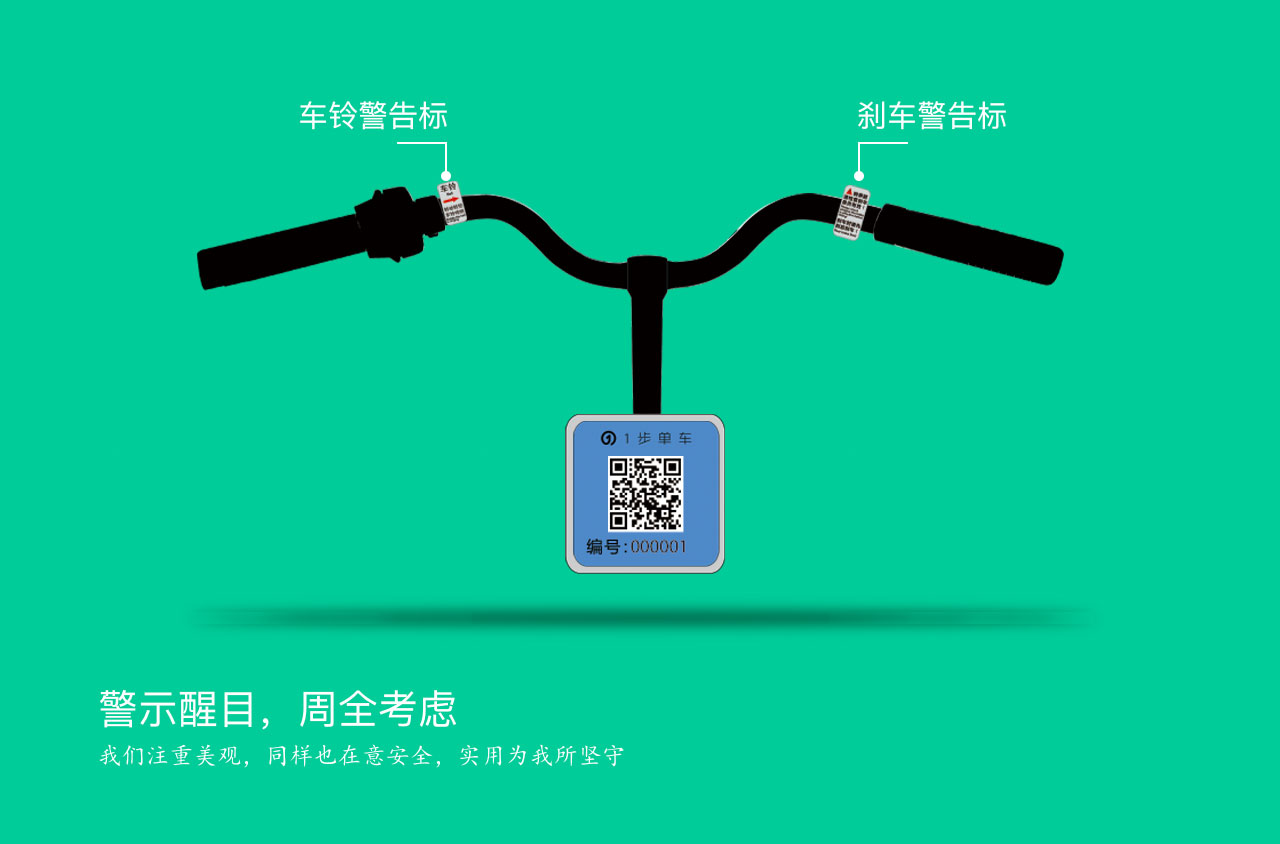 车铃警告标
刹车警告标
车铃
1步单车
编号:000001
警示醒目，周全考虑
我们注重美观，同样也在意安全，实用为我所坚守